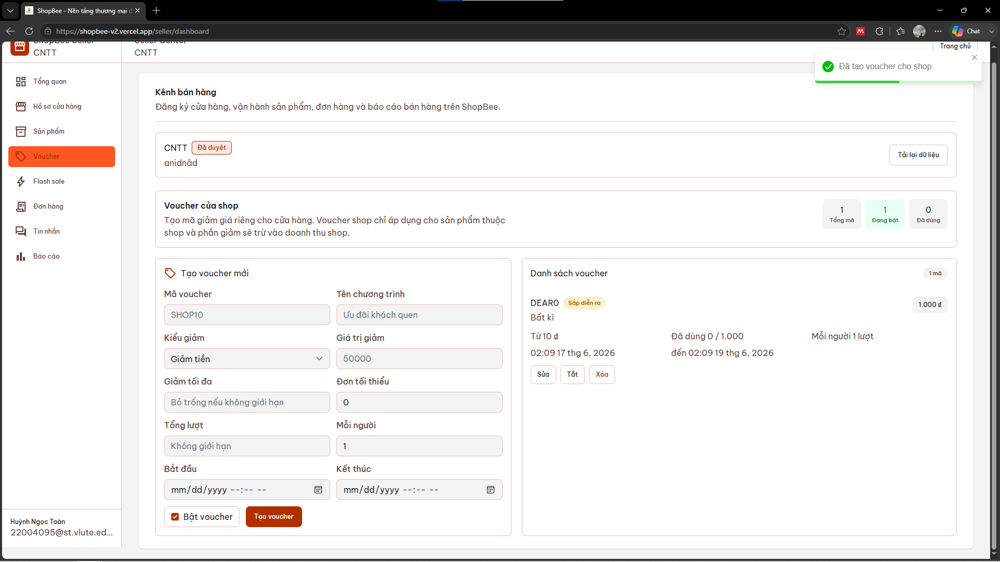 ShopBee - Nền tảng thương mại đ
https://shopbee-v2.vercel.app/seller/dashboard
Chat
ShopBee Seller
CNTT
Seller Center
CNTT
Trang chủ
Đã tạo voucher cho shop.
Tổng quan
Hồ sơ cửa hàng
Sản phẩm
Voucher
Flash sale
Đơn hàng
Tin nhắn
Báo cáo
Huỳnh Ngọc Toàn
22004095@st.vlute.ed...
Kênh bán hàng
Đăng ký cửa hàng, vận hành sản phẩm, đơn hàng và báo cáo bán hàng trên ShopBee.
CNTT Đã duyệt
anidnâd
Tải lại dữ liệu
Voucher của shop
Tạo mã giảm giá riêng cho cửa hàng. Voucher shop chỉ áp dụng cho sản phẩm thuộc
shop và phần giảm sẽ trừ vào doanh thu shop.
1 Tổng mã
1 Đang bật
0 Đã dùng
Tạo voucher mới
Mã voucher
SHOP10
Tên chương trình
Ưu đãi khách quen
Kiểu giảm
Giảm tiền
Giá trị giảm
50000
Giảm tối đa
Bỏ trống nếu không giới hạn
Đơn tối thiểu
0
Tổng lượt
Không giới hạn
Mỗi người
1
Bắt đầu
mm/dd/yyyy --:-- --
Kết thúc
mm/dd/yyyy --:-- --
Bật voucher
Tạo voucher
Danh sách voucher
1 mã
DEAR0 Sắp diễn ra
1.000 ₫
Bất kì
Từ 10 ₫
Đã dùng 0 / 1.000
Mỗi người 1 lượt
02:09 17 thg 6, 2026
đến 02:09 19 thg 6, 2026
Sửa
Tắt
Xóa